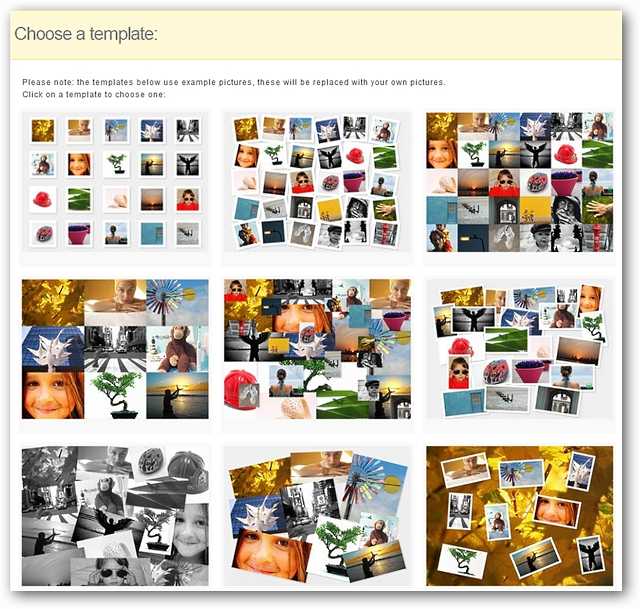 Choose a template:
Please note: the templates below use example pictures, these will be replaced with your own pictures.
Click on a template to choose one: